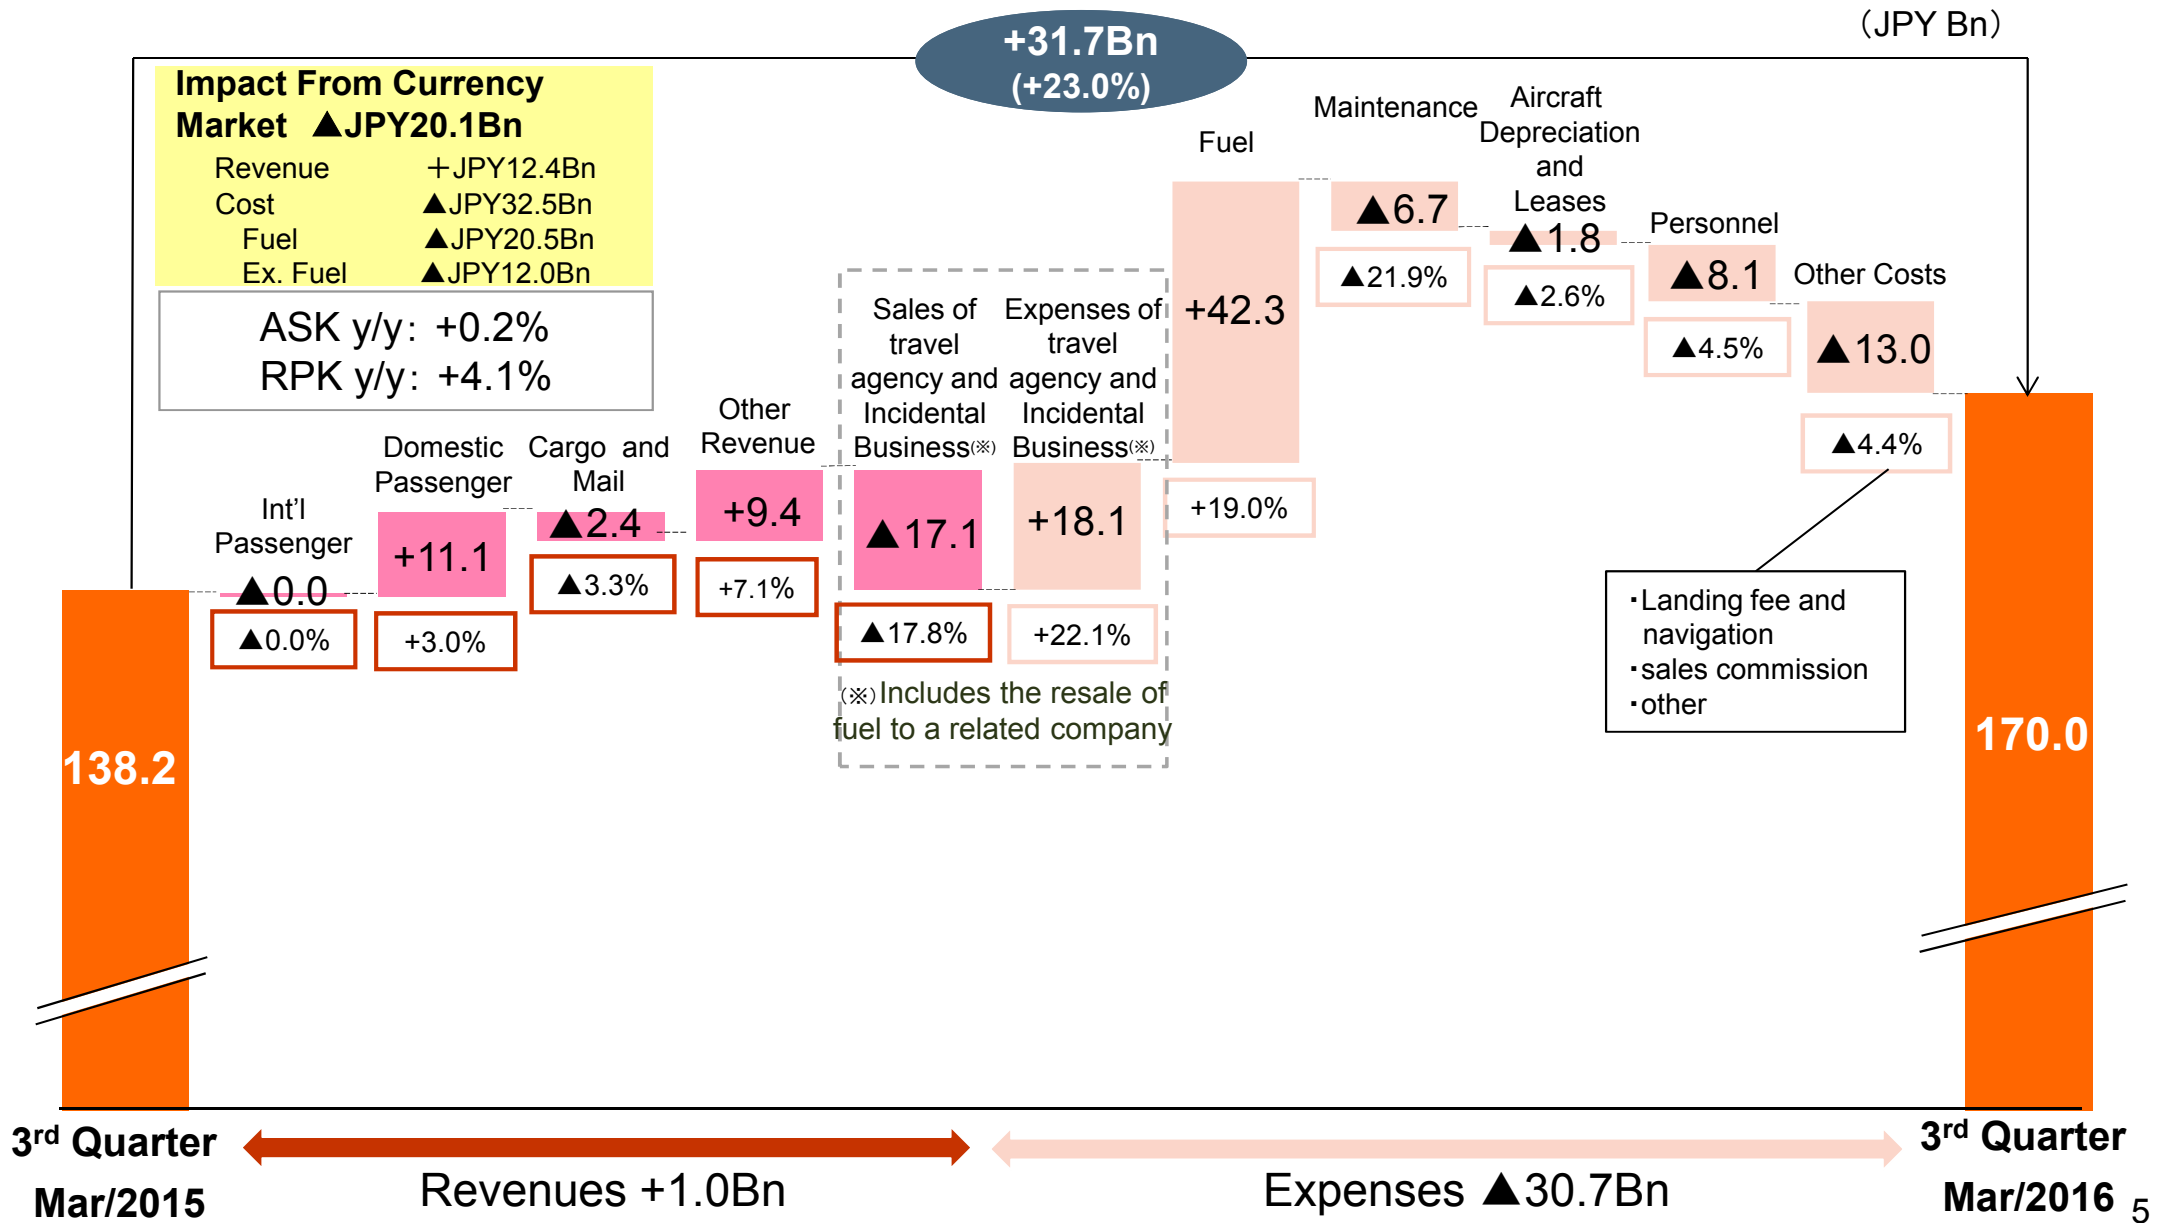 (JPY Bn)
+31.7Bn
(+23.0%)
Impact From Currency
Market ▲JPY20.1Bn
Revenue +JPY12.4Bn
Cost ▲JPY32.5Bn
Fuel ▲JPY20.5Bn
Ex. Fuel ▲JPY12.0Bn
ASK y/y: +0.2%
RPK y/y: +4.1%
138.2
Int'l
Passenger
▲0.0
▲0.0%
Domestic
Passenger
+11.1
+3.0%
Cargo and
Mail
▲2.4
▲3.3%
Other
Revenue
+9.4
+7.1%
Sales of
travel
agency and
Incidental
Business(※)
▲17.1
▲17.8%
Expenses of
travel
agency and
Incidental
Business(※)
+18.1
+22.1%
(※)Includes the resale of
fuel to a related company
Fuel
+42.3
+19.0%
Maintenance
▲6.7
▲21.9%
Aircraft
Depreciation
and
Leases
▲1.8
▲2.6%
Personnel
▲8.1
▲4.5%
Other Costs
▲13.0
▲4.4%
・Landing fee and
navigation
・sales commission
・other
170.0
3rd Quarter
Mar/2015
Revenues +1.0Bn
Expenses ▲30.7Bn
3rd Quarter
Mar/2016
5